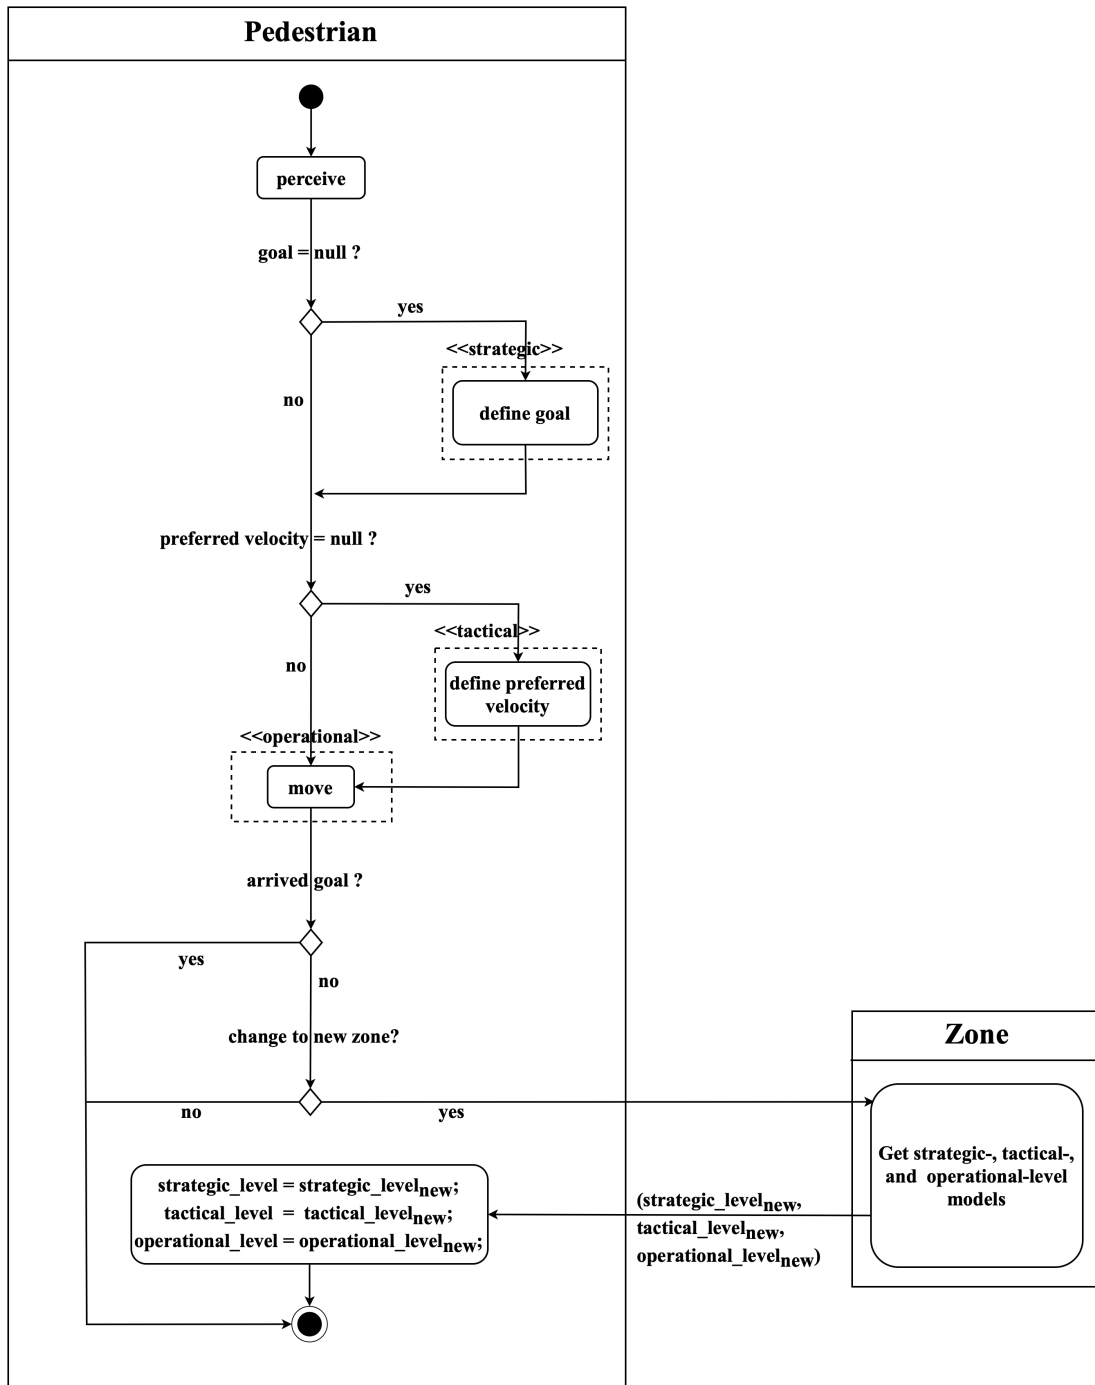 Pedestrian
perceive
goal = null ?
yes
<<strategic>>
no
define goal
preferred velocity = null ?
yes
<<tactical>>
no
define preferred
velocity
<<operational>>
move
arrived goal ?
yes
no
change to new zone?
Zone
no
yes
Get strategic-, tactical-,
and operational-level
models
strategic_level = strategic_levelnew;
tactical_level = tactical_levelnew;
operational_level = operational_levelnew;
(strategic_levelnew,
tactical_levelnew,
operational_levelnew)